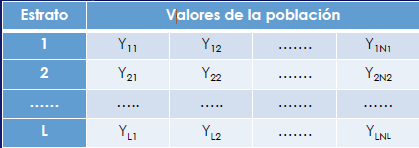 Estrato Valores de la población
1 Y11 Y12 ....... Y1N1
2 Y21 Y22 ....... Y2N2
...... ..... ..... ....... ......
L YL1 YL2 ....... YLNL